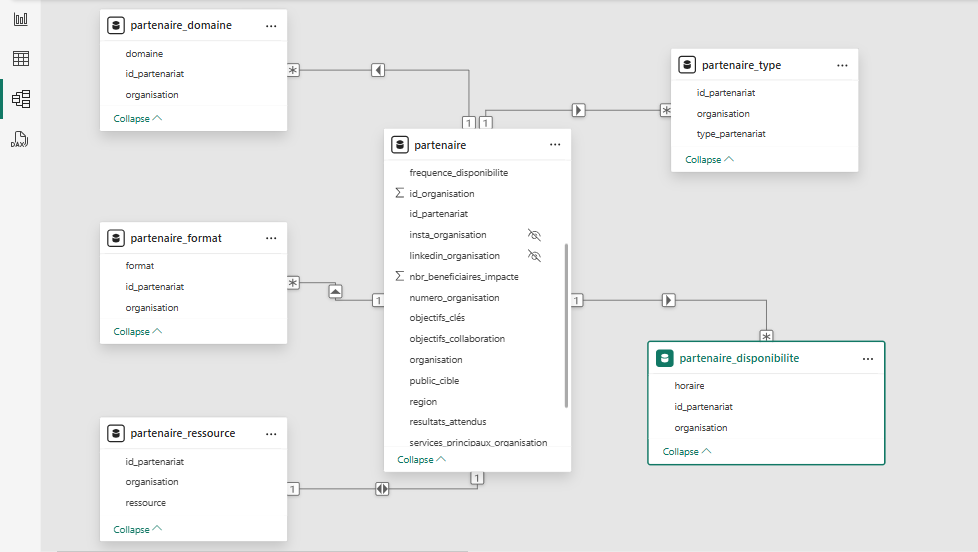 DAX
partenaire_domaine
domaine
id_partenariat
organisation
Collapse
*
1
1
*
partenaire_type
id_partenariat
organisation
type_partenariat
Collapse
partenaire
frequence_disponibilite
Σ id_organisation
id_partenariat
insta_organisation
linkedin_organisation
Σ nbr_beneficiaires_impacte
numero_organisation
objectifs_clés
objectifs_collaboration
organisation
public_cible
region
resultats_attendus
services_principaux_organisation
Collapse
partenaire_format
format
id_partenariat
organisation
Collapse
*
1
1
*
partenaire_disponibilite
horaire
id_partenariat
organisation
Collapse
partenaire_ressource
id_partenariat
organisation
ressource
Collapse
1
1